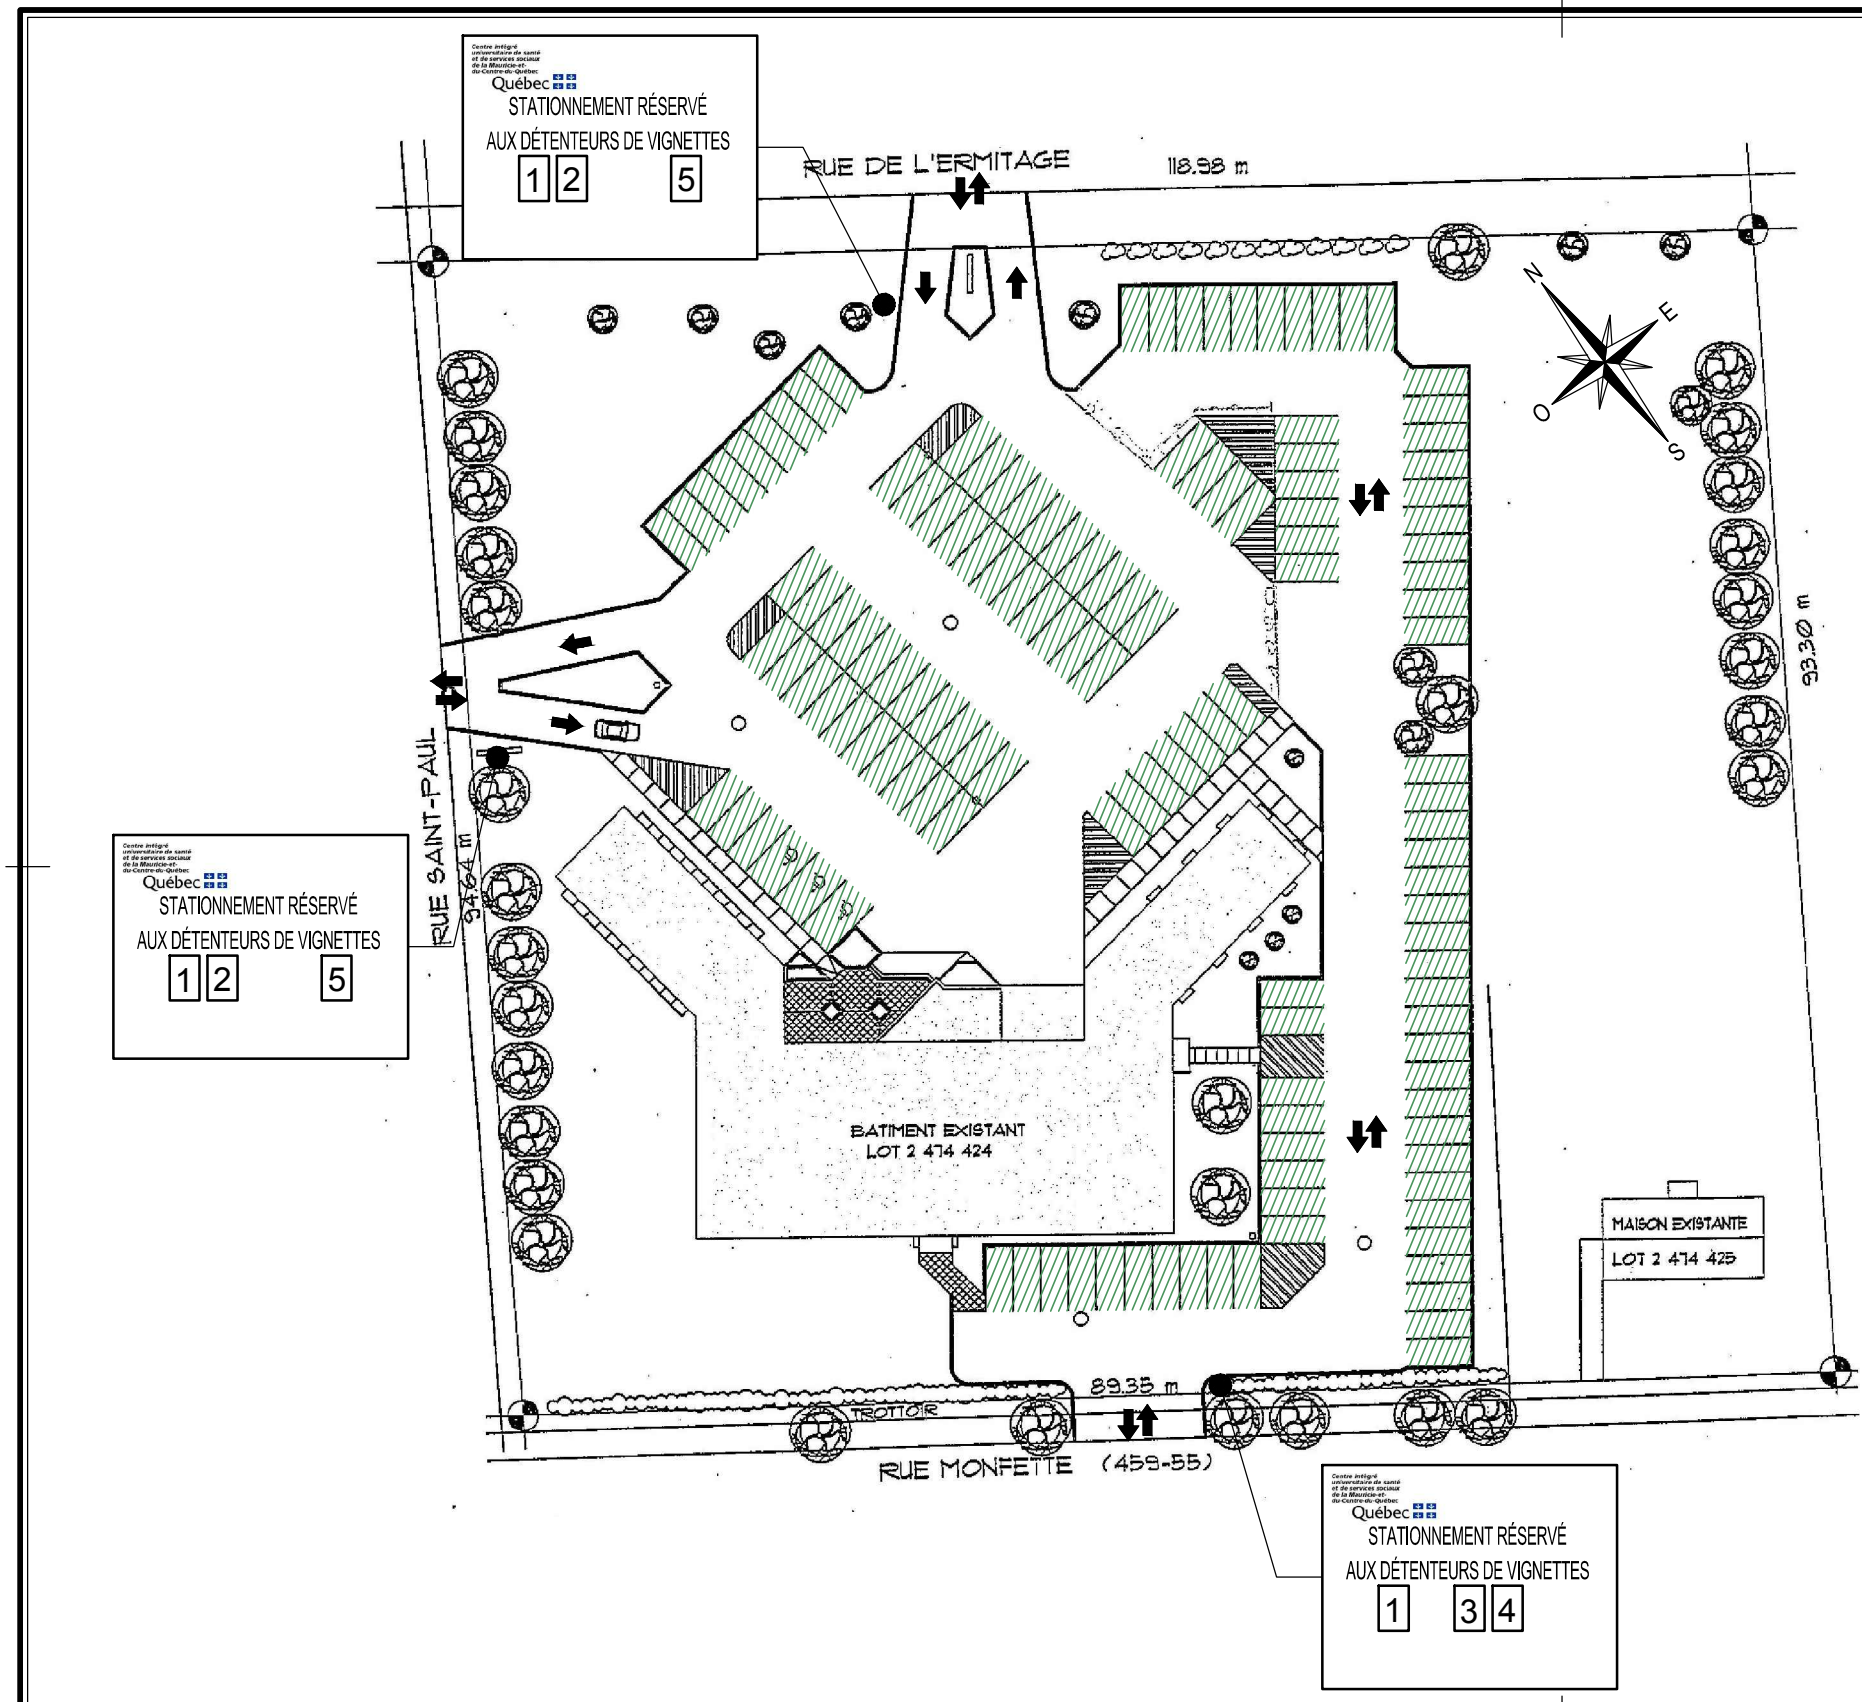 Centre intégré
universitaire de santé
et de services sociaux
de la Mauricie-et-
du-Centre-du-Québec
Québec
STATIONNEMENT RÉSERVÉ
AUX DÉTENTEURS DE VIGNETTES
1 2 5
RUE DE L'ERMITAGE
118.98 m
N
E
O
S
93.30 m
RUE SAINT-PAUL
94.64 m
Centre intégré
universitaire de santé
et de services sociaux
de la Mauricie-et-
du-Centre-du-Québec
Québec
STATIONNEMENT RÉSERVÉ
AUX DÉTENTEURS DE VIGNETTES
1 2 5
BATIMENT EXISTANT
LOT 2 474 424
MAISON EXISTANTE
LOT 2 474 425
89.35 m
TROTTOIR
RUE MONFETTE (459-55)
Centre intégré
universitaire de santé
et de services sociaux
de la Mauricie-et-
du-Centre-du-Québec
Québec
STATIONNEMENT RÉSERVÉ
AUX DÉTENTEURS DE VIGNETTES
1 3 4